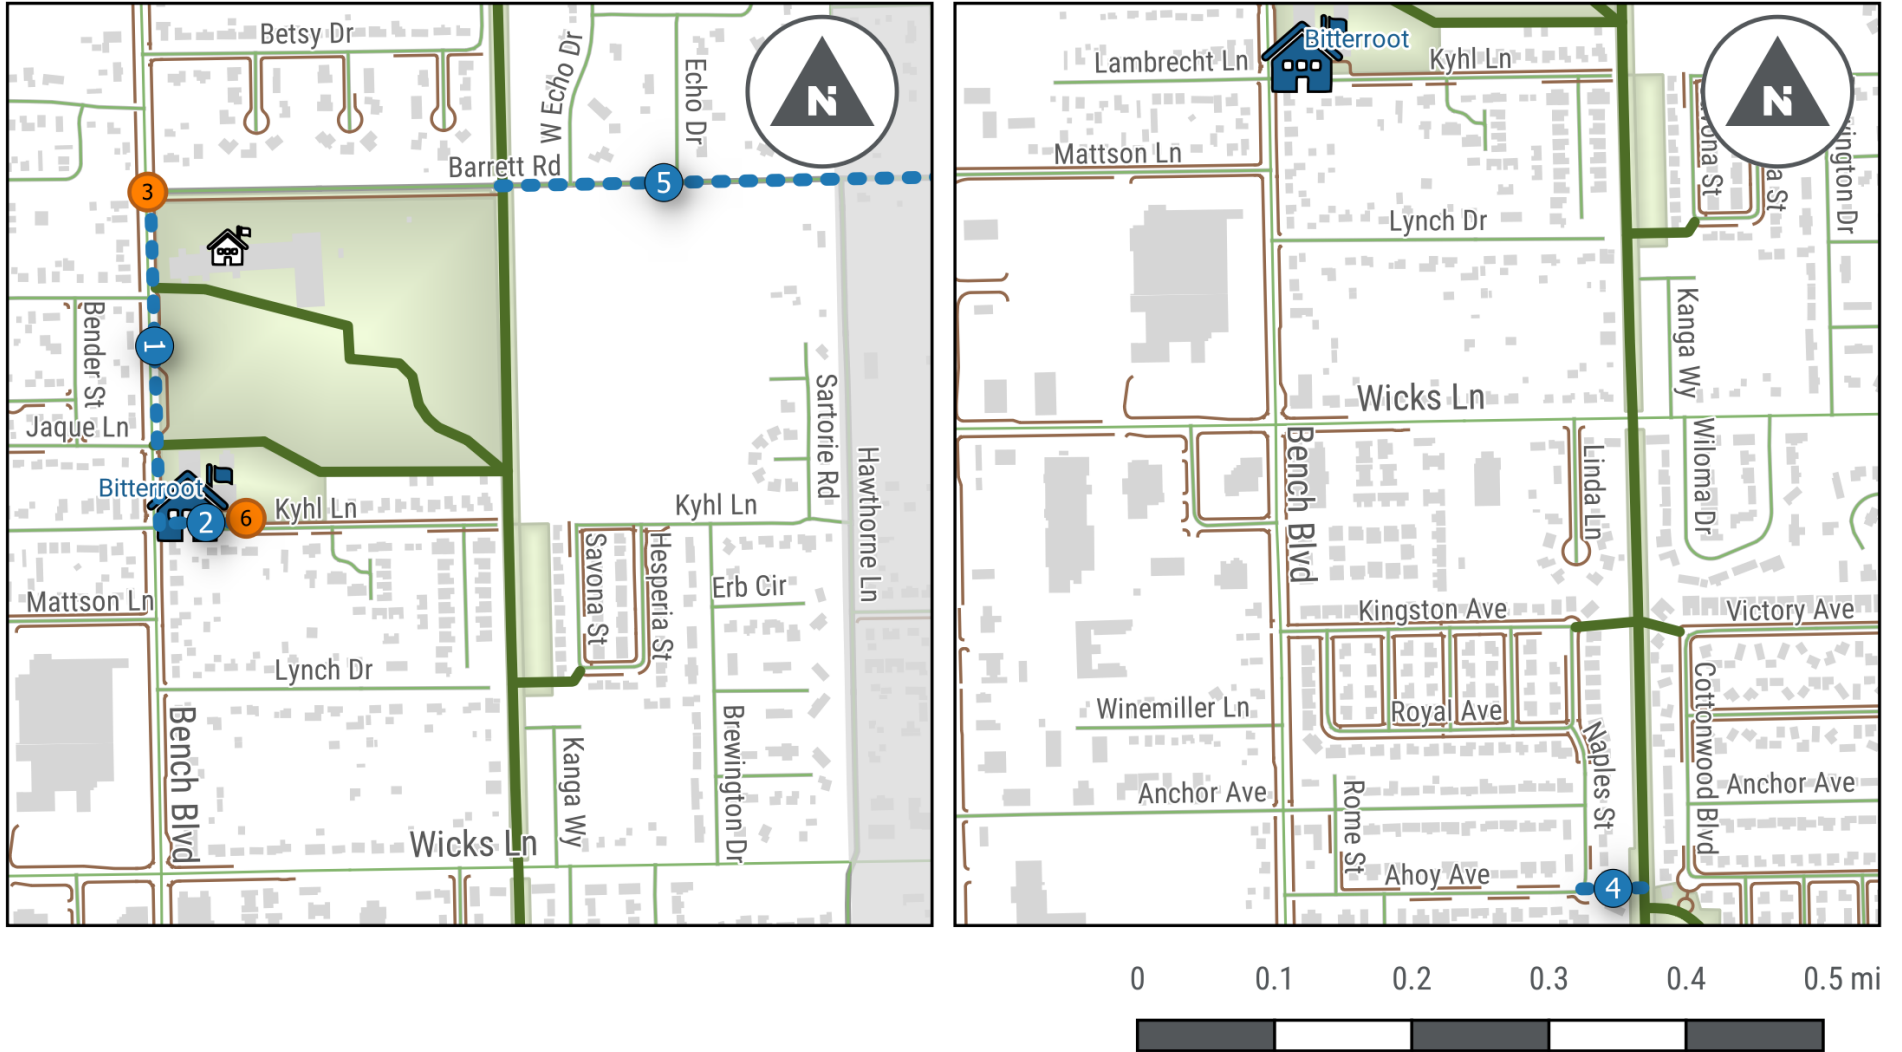 Betsy Dr
W Echo Dr
Echo Dr
N
Barrett Rd
3
5
Bender St
1
Jaque Ln
Sartorie Rd
Hawthorne Ln
Bitterroot
2
6
Kyhl Ln
Kyhl Ln
Savona St
Hesperia St
Erb Cir
Mattson Ln
Lynch Dr
Bench Blvd
Kanga Wy
Brewington Dr
Wicks Ln
Bitterroot
Lambrecht Ln
Kyhl Ln
N
Mattson Ln
Lynch Dr
Kanga Wy
Wicks Ln
Bench Blvd
Linda Ln
Wiloma Dr
Kingston Ave
Victory Ave
Winemiller Ln
Royal Ave
Naples St
Cottonwood Blvd
Anchor Ave
Anchor Ave
Rome St
Ahoy Ave
4
0 0.1 0.2 0.3 0.4 0.5 mi